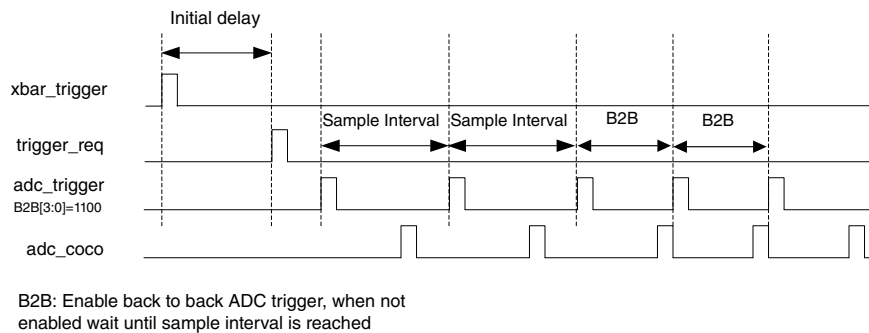 Initial delay
xbar_trigger
Sample Interval Sample Interval B2B B2B
trigger_req
adc_trigger
B2B[3:0]=1100
adc_coco
B2B: Enable back to back ADC trigger, when not
enabled wait until sample interval is reached